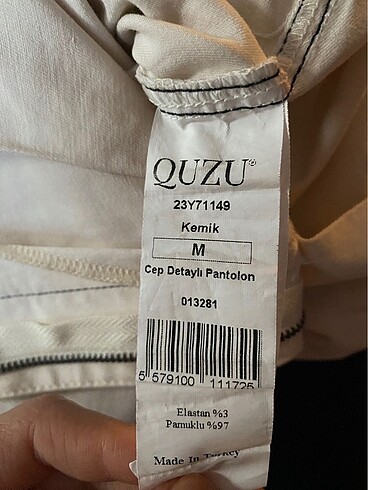 QUZU®
23Y71149
Kemik
M
Cep Detaylı Pantolon
013281
5 579100 111725
Elastan %3
Pamuklu %97
Made In Turkey